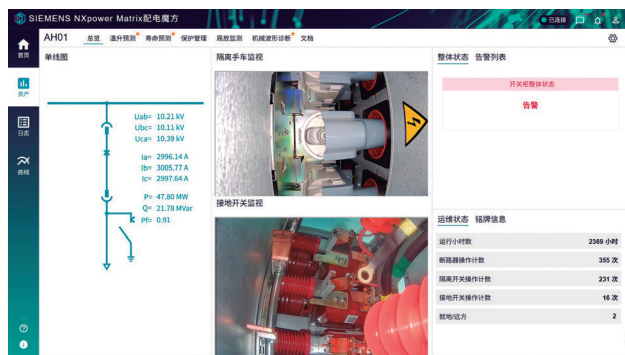 SIEMENS NXpower Matrix配电魔方
已连接
AH01
总览 温升预测 寿命预测 保护管理 局放监测 机械波形诊断 文档
首页
资产
日志
曲线
单线图
Uab= 10.21 kV
Ubc= 10.11 kV
Uca= 10.39 kV
Ia= 2996.14 A
Ib= 3005.77 A
Ic= 2997.64 A
P= 47.80 MW
Q= 21.78 MVar
Pf= 0.91
隔离手车监视
接地开关监视
整体状态 告警列表
开关柜整体状态
告警
运维状态 铭牌信息
运行小时数 2369 小时
断路器操作计数 355 次
隔离开关操作计数 231 次
接地开关操作计数 16 次
就地/远方 2